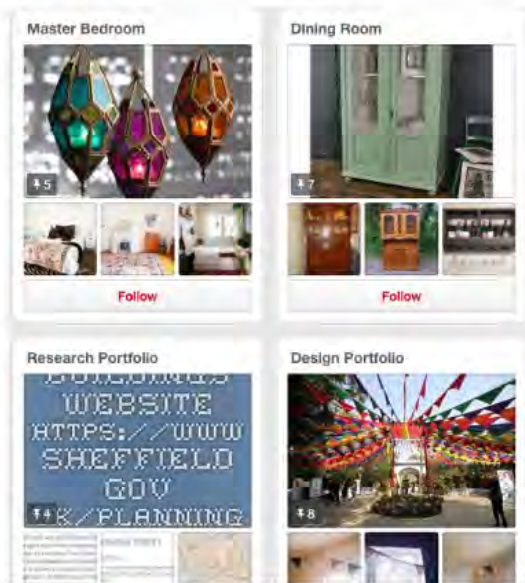 Master Bedroom
Dining Room
5
7
Follow
Follow
Research Portfolio
Design Portfolio
BUILDINGS
WEBSITE
HTTPS://WWW
SHEFFIELD
GOV
K/PLANNING
4
8